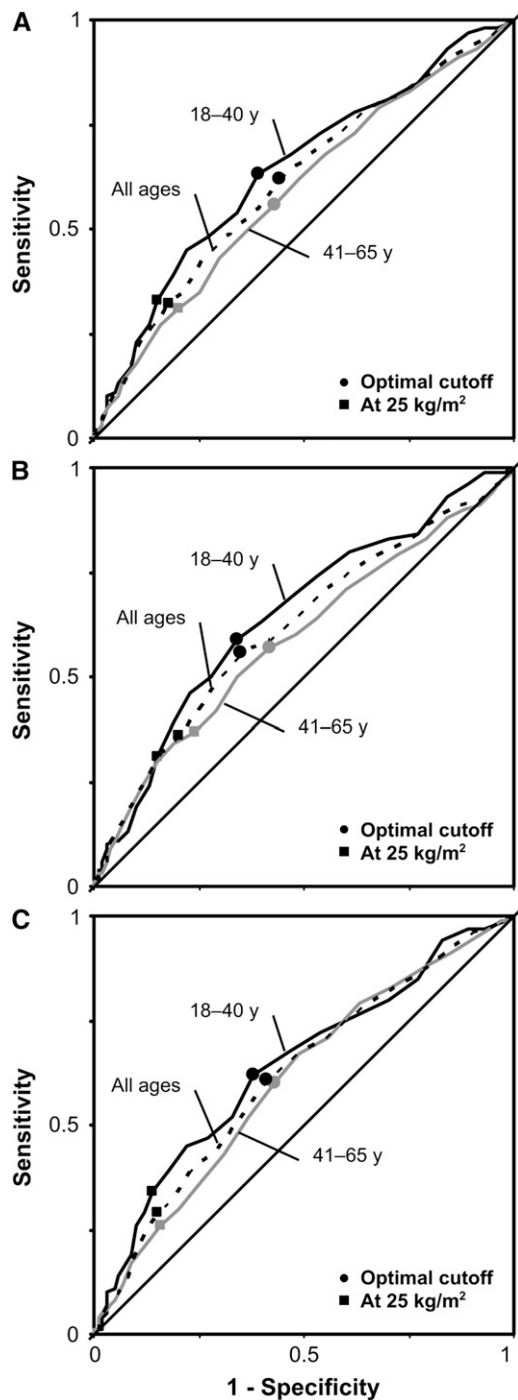 A
1
18–40 y
All ages
0.5
41–65 y
Sensitivity
● Optimal cutoff
■ At 25 kg/m²
0
B
1
18–40 y
All ages
0.5
41–65 y
Sensitivity
● Optimal cutoff
■ At 25 kg/m²
0
C
1
18–40 y
All ages
0.5
41–65 y
Sensitivity
● Optimal cutoff
■ At 25 kg/m²
0
0 0.5 1
1 - Specificity